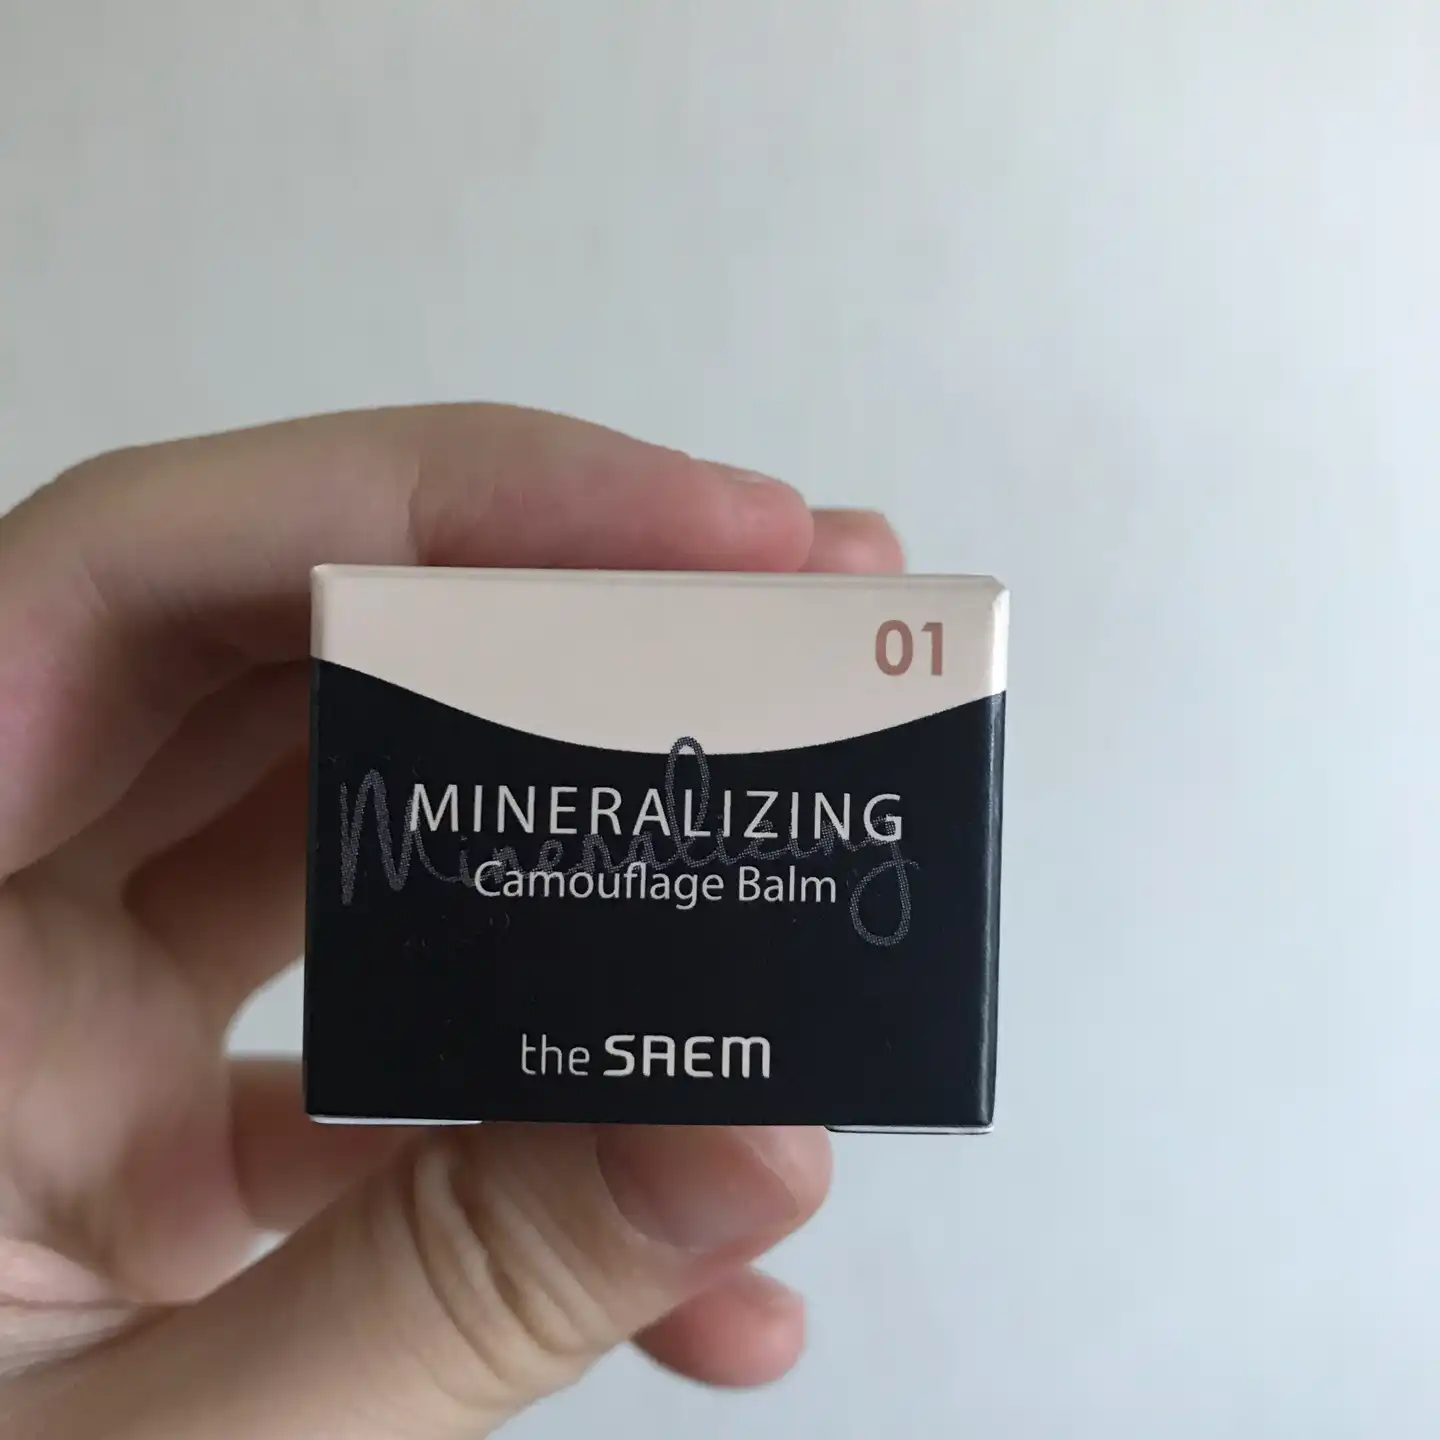 01
Mineralizing
MINERALIZING
Camouflage Balm
the SAEM